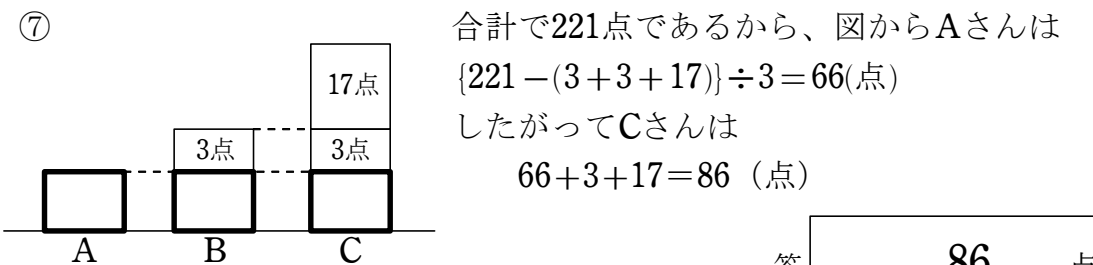 ⑦
合計で221点であるから、図からAさんは
{221－(3＋3＋17)}÷3＝66(点)
したがってCさんは
66＋3＋17＝86（点）
17点
3点 3点
A B C
答 86 点